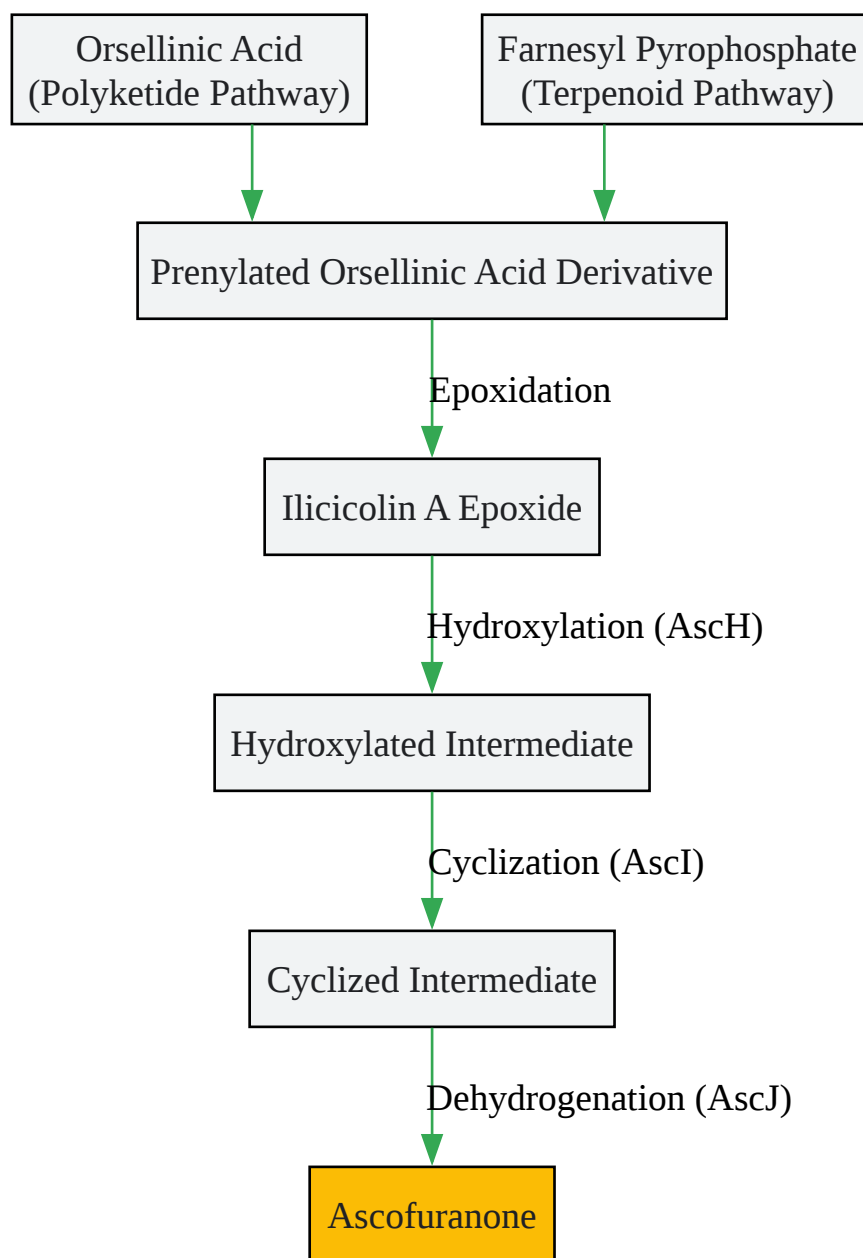 Orsellinic Acid
(Polyketide Pathway)
Farnesyl Pyrophosphate
(Terpenoid Pathway)
Prenylated Orsellinic Acid Derivative
Epoxidation
Ilicicolin A Epoxide
Hydroxylation (AscH)
Hydroxylated Intermediate
Cyclization (AscI)
Cyclized Intermediate
Dehydrogenation (AscJ)
Ascofuranone